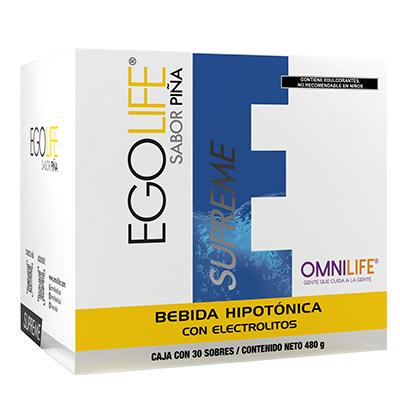 EGOLIFE®
SABOR PIÑA
SUPREME
E
CONTIENE EDULCORANTES,
NO RECOMENDABLE EN NIÑOS
OMNILIFE®
GENTE QUE CUIDA A LA GENTE
BEBIDA HIPOTÓNICA
CON ELECTROLITOS
CAJA CON 30 SOBRES / CONTENIDO NETO 480 g
EGOLIFE
SABOR PIÑA
SUPREME